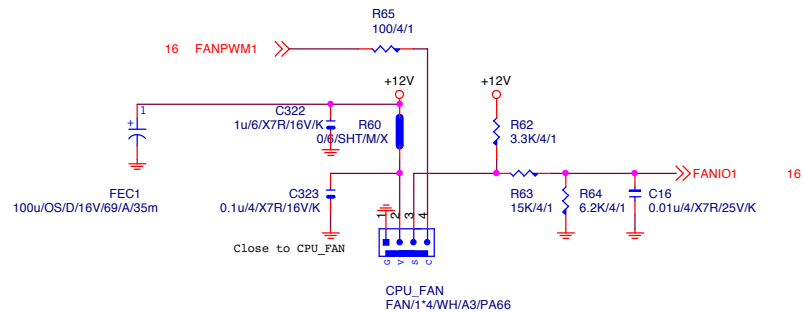 R65
100/4/1
16 FANPWM1
+12V
+12V
1
C322
1u/6/X7R/16V/K
R60
0/6/SHT/M/X
R62
3.3K/4/1
FANIO1 16
FEC1
100u/OS/D/16V/69/A/35m
C323
0.1u/4/X7R/16V/K
R63
15K/4/1
R64
6.2K/4/1
C16
0.01u/4/X7R/25V/K
1 2 3 4
Close to CPU_FAN
G V S C
CPU_FAN
FAN/1*4/WH/A3/PA66